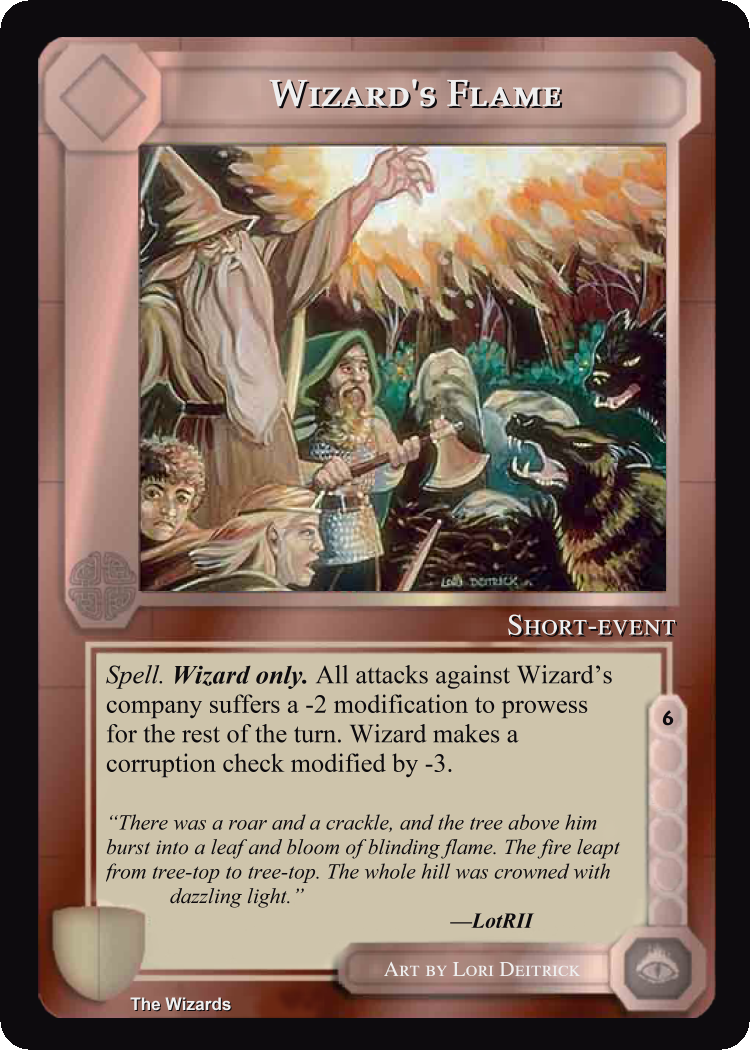 Wizard's Flame
LORI DEITRICK
Short-event
Spell. Wizard only. All attacks against Wizard’s
company suffers a -2 modification to prowess
for the rest of the turn. Wizard makes a
corruption check modified by -3.
6
“There was a roar and a crackle, and the tree above him
burst into a leaf and bloom of blinding flame. The fire leapt
from tree-top to tree-top. The whole hill was crowned with
dazzling light.”
—LotRII
Art by Lori Deitrick
The Wizards